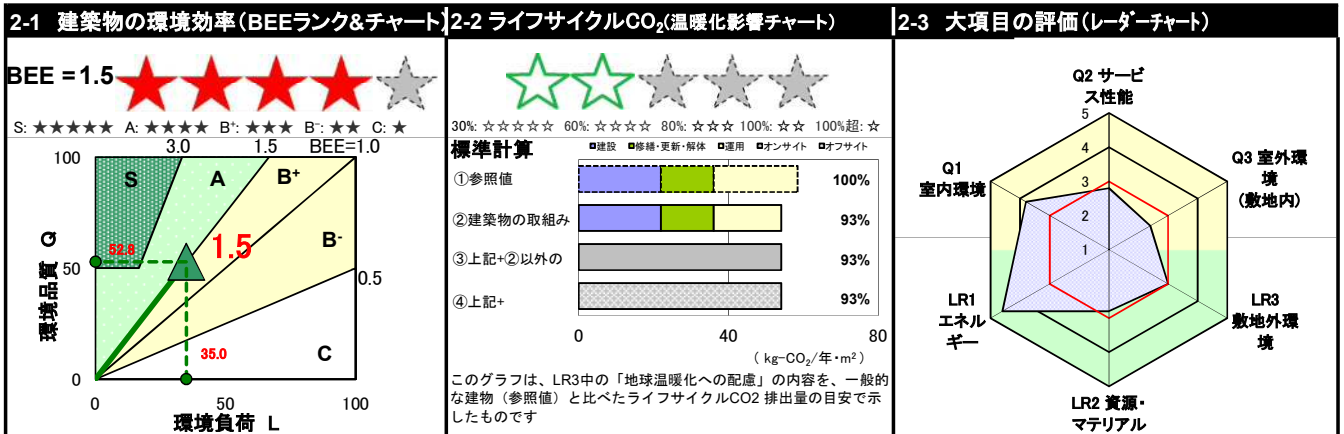 2-1 建築物の環境効率(BEEランク&チャート)
BEE = 1.5
S: ★★★★★ A: ★★★★ B+: ★★★ B-: ★★ C: ★
3.0 1.5 BEE=1.0
100
S
A
B+
B-
C
52.8
1.5
50
0.5
35.0
0
0 50 100
環境品質 Q
環境負荷 L
2-2 ライフサイクルCO2(温暖化影響チャート)
30%: ☆☆☆☆☆ 60%: ☆☆☆☆ 80%: ☆☆☆ 100%: ☆☆ 100%超: ☆
標準計算
建設 修繕・更新・解体 運用 オンサイト オフサイト
①参照値 100%
②建築物の取組み 93%
③上記+②以外の 93%
④上記+ 93%
0 40 80
( kg-CO2/年・m2 )
このグラフは、LR3中の「地球温暖化への配慮」の内容を、一般的
な建物(参照値)と比べたライフサイクルCO2 排出量の目安で示
したものです
2-3 大項目の評価(レーダーチャート)
Q2 サービ
ス性能
5
4
3
2
1
Q1
室内環境
Q3 室外環
境
(敷地内)
LR1
エネル
ギー
LR3
敷地外環
境
LR2 資源・
マテリアル